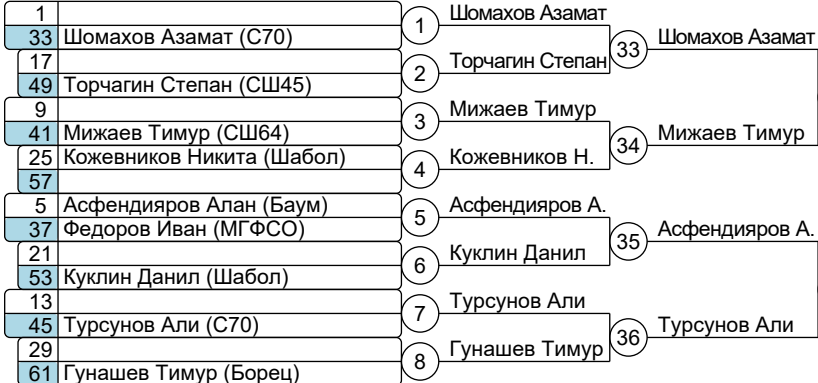 1
33 Шомахов Азамат (С70)
17
49 Торчагин Степан (СШ45)
9
41 Мижаев Тимур (СШ64)
25 Кожевников Никита (Шабол)
57
5 Асфендияров Алан (Баум)
37 Федоров Иван (МГФСО)
21
53 Куклин Данил (Шабол)
13
45 Турсунов Али (С70)
29
61 Гунашев Тимур (Борец)
1 Шомахов Азамат
2 Торчагин Степан
3 Мижаев Тимур
4 Кожевников Н.
5 Асфендияров А.
6 Куклин Данил
7 Турсунов Али
8 Гунашев Тимур
33 Шомахов Азамат
34 Мижаев Тимур
35 Асфендияров А.
36 Турсунов Али